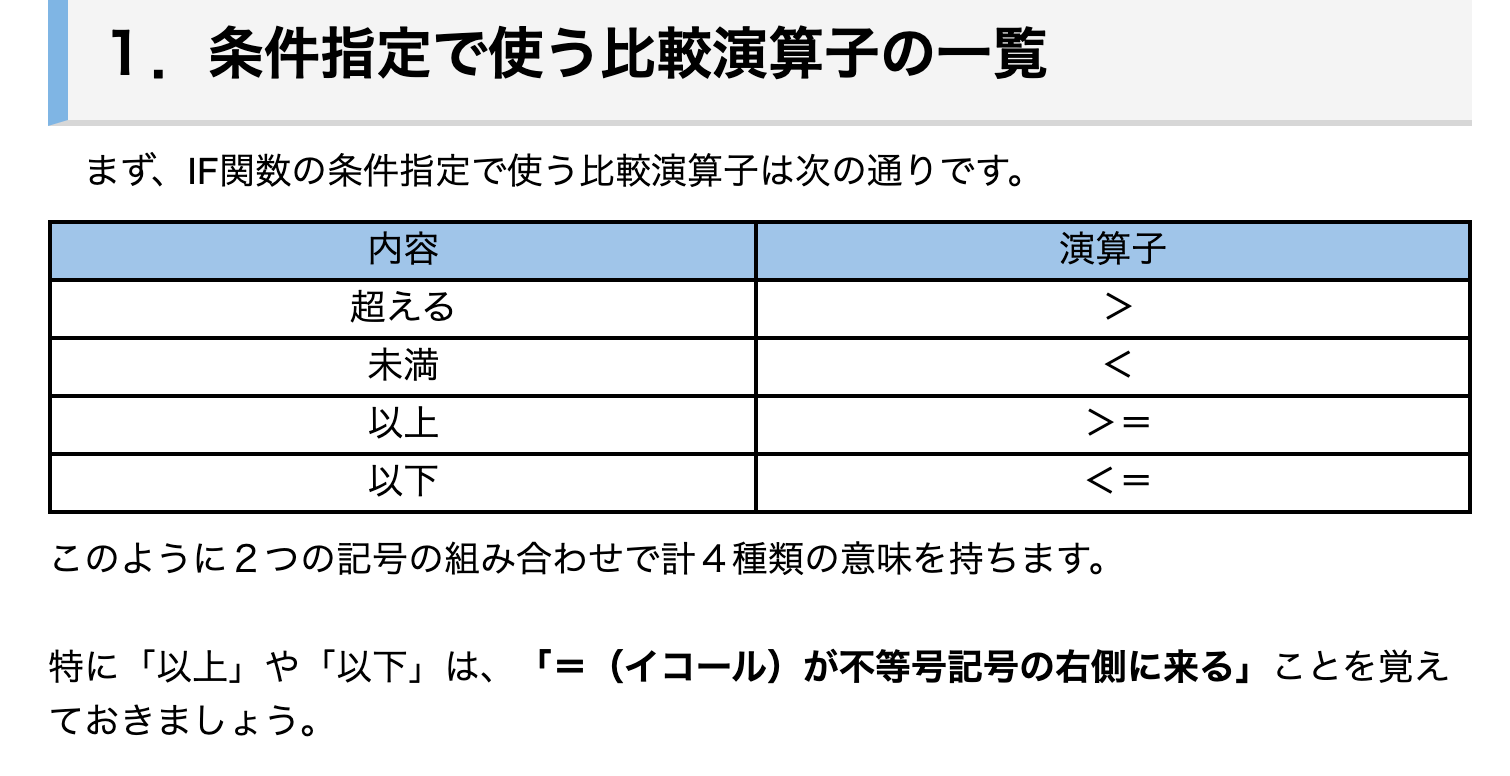 １．条件指定で使う比較演算子の一覧
まず、IF関数の条件指定で使う比較演算子は次の通りです。
内容 演算子
超える ＞
未満 ＜
以上 ＞＝
以下 ＜＝
このように２つの記号の組み合わせで計４種類の意味を持ちます。
特に「以上」や「以下」は、「＝（イコール）が不等号記号の右側に来る」ことを覚え
ておきましょう。